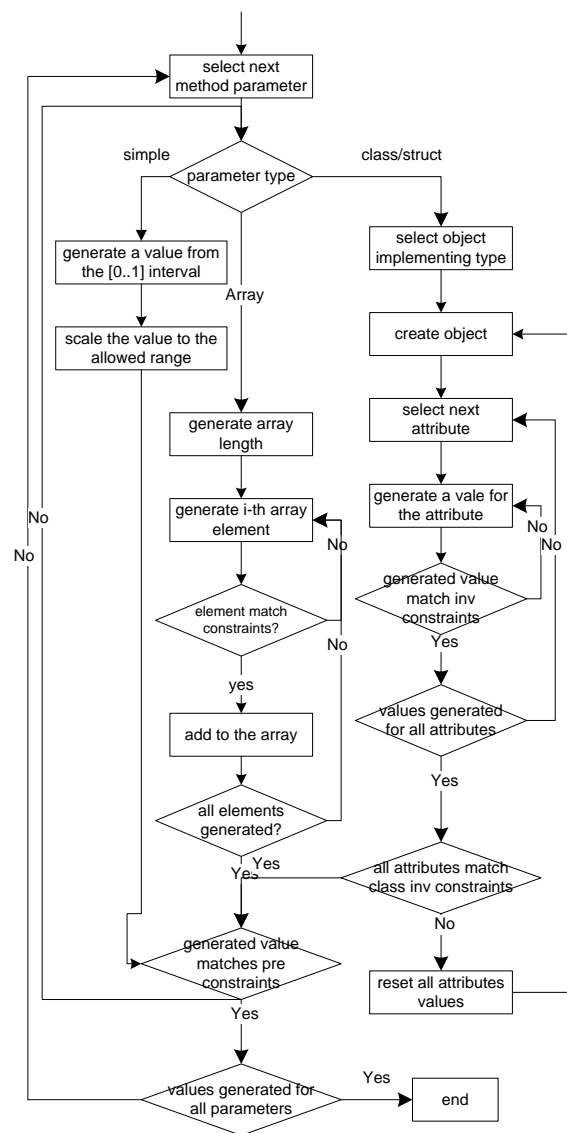 select next
method parameter
simple
class/struct
parameter type
generate a value from
the [0..1] interval
select object
implementing type
Array
scale the value to the
allowed range
create object
generate array
length
select next
attribute
generate i-th array
element
generate a vale for
the attribute
No
No
No
No
No
element match
constraints?
generated value
match inv
constraints
No
Yes
yes
add to the array
values generated
for all attributes
Yes
all elements
generated?
Yes
Yes
all attributes match
class inv constraints
No
generated value
matches pre
constraints
reset all attributes
values
Yes
values generated for
all parameters
Yes
end